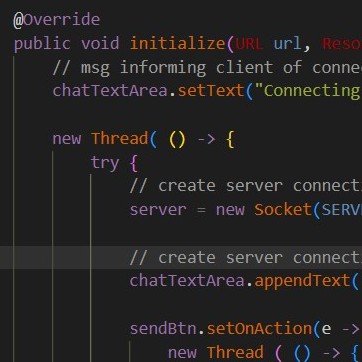 @Override
public void initialize(URL url, Reso
// msg informing client of conne
chatTextArea.setText("Connecting
new Thread( () -> {
try {
// create server connect
server = new Socket(SERV
// create server connect
chatTextArea.appendText(
sendBtn.setOnAction(e ->
new Thread ( () -> {